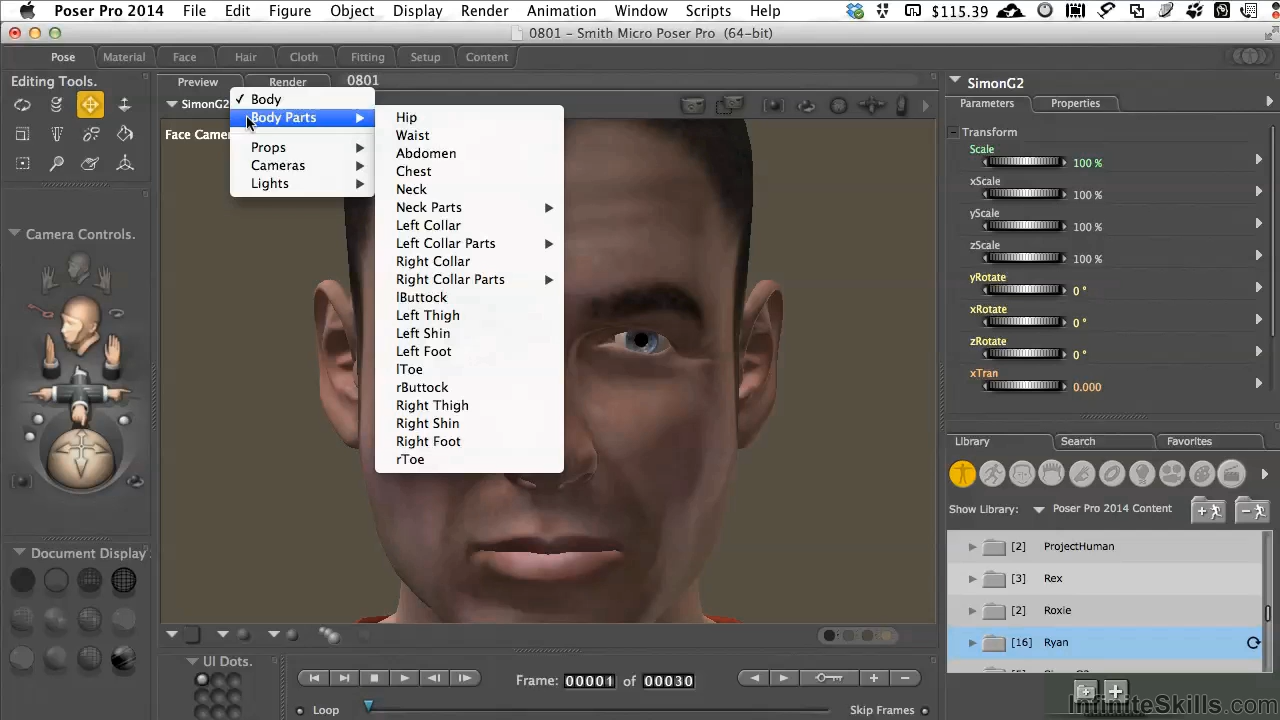 Poser Pro 2014 File Edit Figure Object Display Render Animation Window Scripts Help $115.39
0801 - Smith Micro Poser Pro (64-bit)
Pose Material Face Hair Cloth Fitting Setup Content
Editing Tools.
Preview Render 0801
SimonG2
Face Camer
✓ Body
Body Parts
Props
Cameras
Lights
Hip
Waist
Abdomen
Chest
Neck
Neck Parts
Left Collar
Left Collar Parts
Right Collar
Right Collar Parts
lButtock
Left Thigh
Left Shin
Left Foot
lToe
rButtock
Right Thigh
Right Shin
Right Foot
rToe
Camera Controls.
Document Display
UI Dots.
Frame: 00001 of 00030
Loop
Skip Frames
SimonG2
Parameters Properties
Transform
Scale
100 %
xScale
100 %
yScale
100 %
zScale
100 %
yRotate
0 °
xRotate
0 °
zRotate
0 °
xTran
0.000
Library Search Favorites
Show Library: Poser Pro 2014 Content
[2] ProjectHuman
[3] Rex
[2] Roxie
[16] Ryan
InfiniteSkills.com